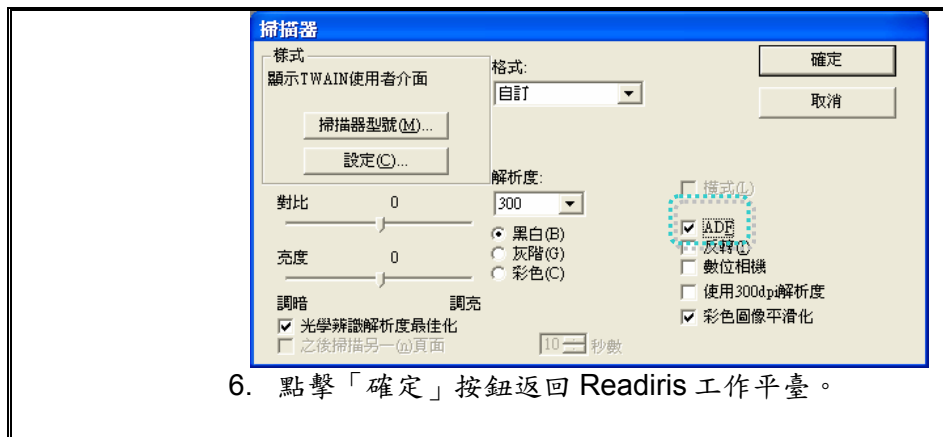 掃描器
樣式
顯示TWAIN使用者介面
掃描器型號(M)...
設定(C)...
格式:
自訂
確定
取消
解析度:
300
黑白(B)
灰階(G)
彩色(C)
對比 0
亮度 0
調暗 調亮
光學辨識解析度最佳化
之後掃描另一(n)頁面
10 秒數
橫式(L)
ADF
反轉(I)
數位相機
使用300dpi解析度
彩色圖像平滑化
6. 點擊「確定」按鈕返回 Readiris 工作平臺。